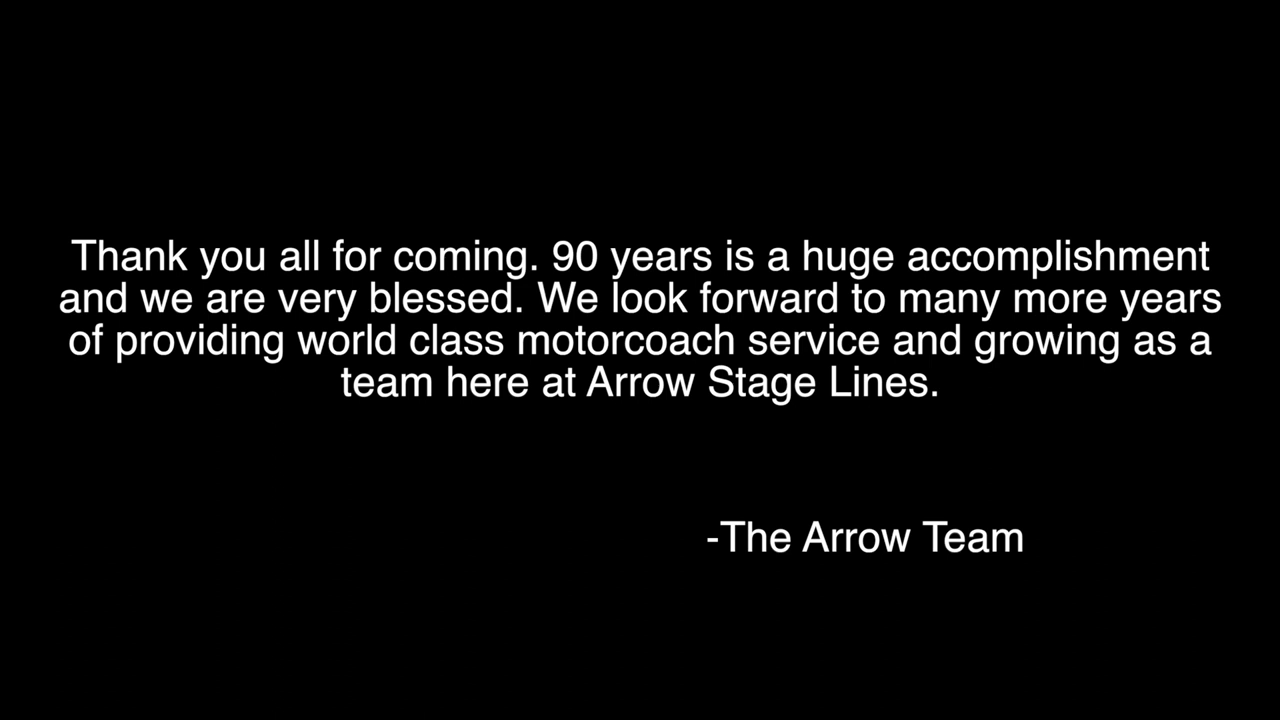 Thank you all for coming. 90 years is a huge accomplishment
and we are very blessed. We look forward to many more years
of providing world class motorcoach service and growing as a
team here at Arrow Stage Lines.
-The Arrow Team